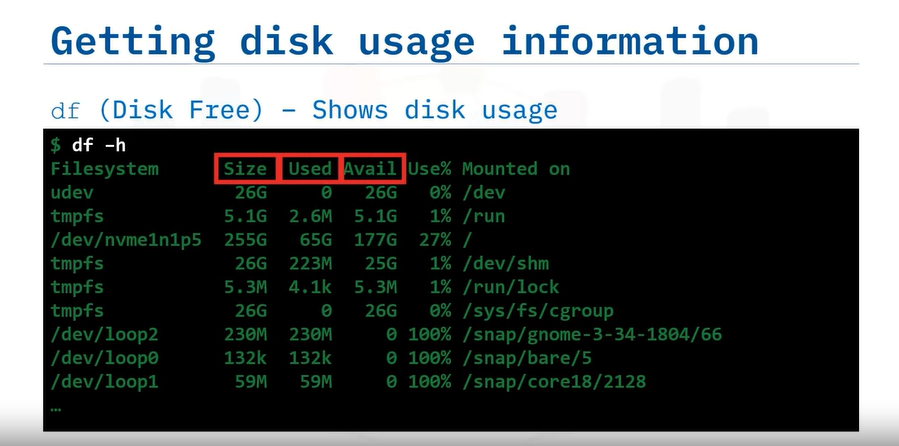 Getting disk usage information
df (Disk Free) – Shows disk usage
$ df –h
Filesystem Size Used Avail Use% Mounted on
udev 26G 0 26G 0% /dev
tmpfs 5.1G 2.6M 5.1G 1% /run
/dev/nvme1n1p5 255G 65G 177G 27% /
tmpfs 26G 223M 25G 1% /dev/shm
tmpfs 5.3M 4.1k 5.3M 1% /run/lock
tmpfs 26G 0 26G 0% /sys/fs/cgroup
/dev/loop2 230M 230M 0 100% /snap/gnome-3-34-1804/66
/dev/loop0 132k 132k 0 100% /snap/bare/5
/dev/loop1 59M 59M 0 100% /snap/core18/2128
…